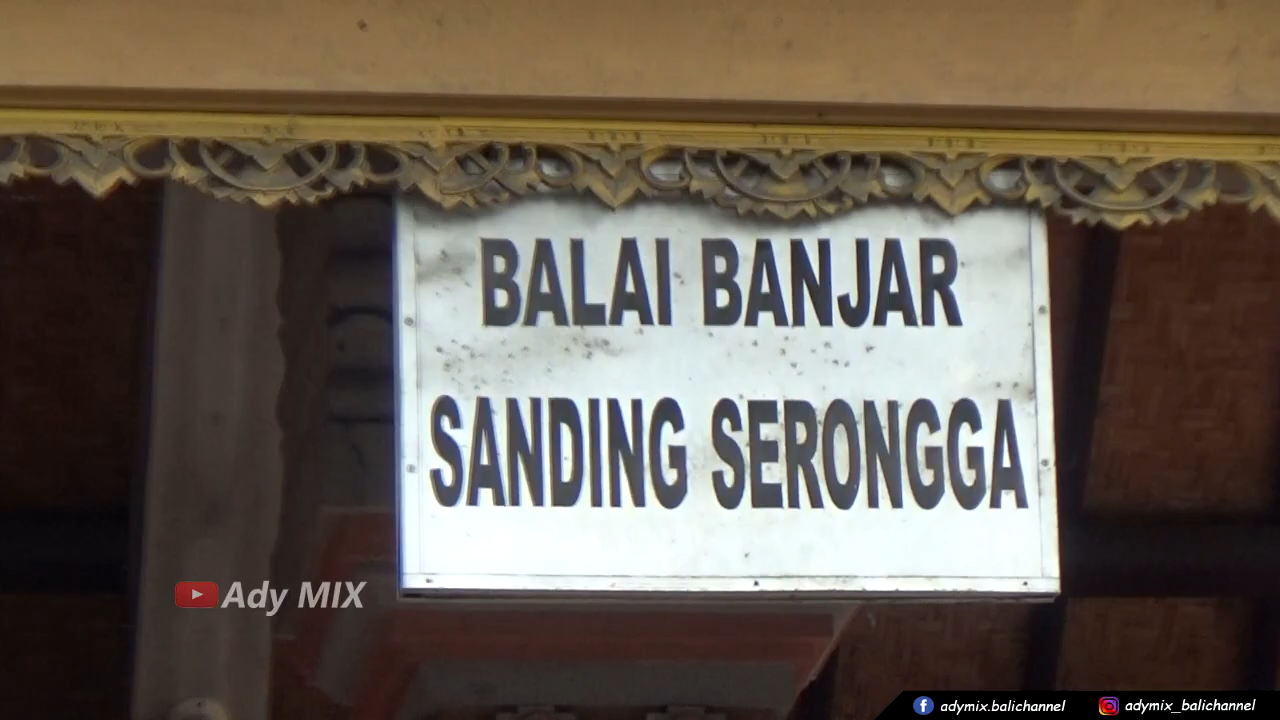 BALAI BANJAR
SANDING SERONGGA
Ady MIX
adymix.balichannel
adymix_balichannel